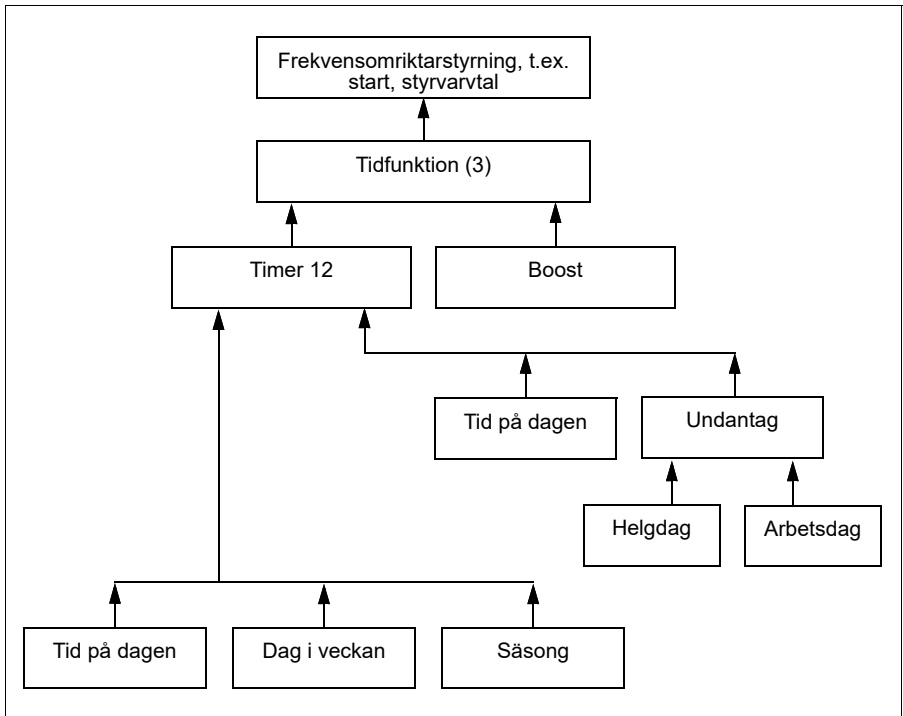 Frekvensomriktarstyrning, t.ex.
start, styrvarvtal
Tidfunktion (3)
Timer 12
Boost
Tid på dagen
Undantag
Helgdag
Arbetsdag
Tid på dagen
Dag i veckan
Säsong